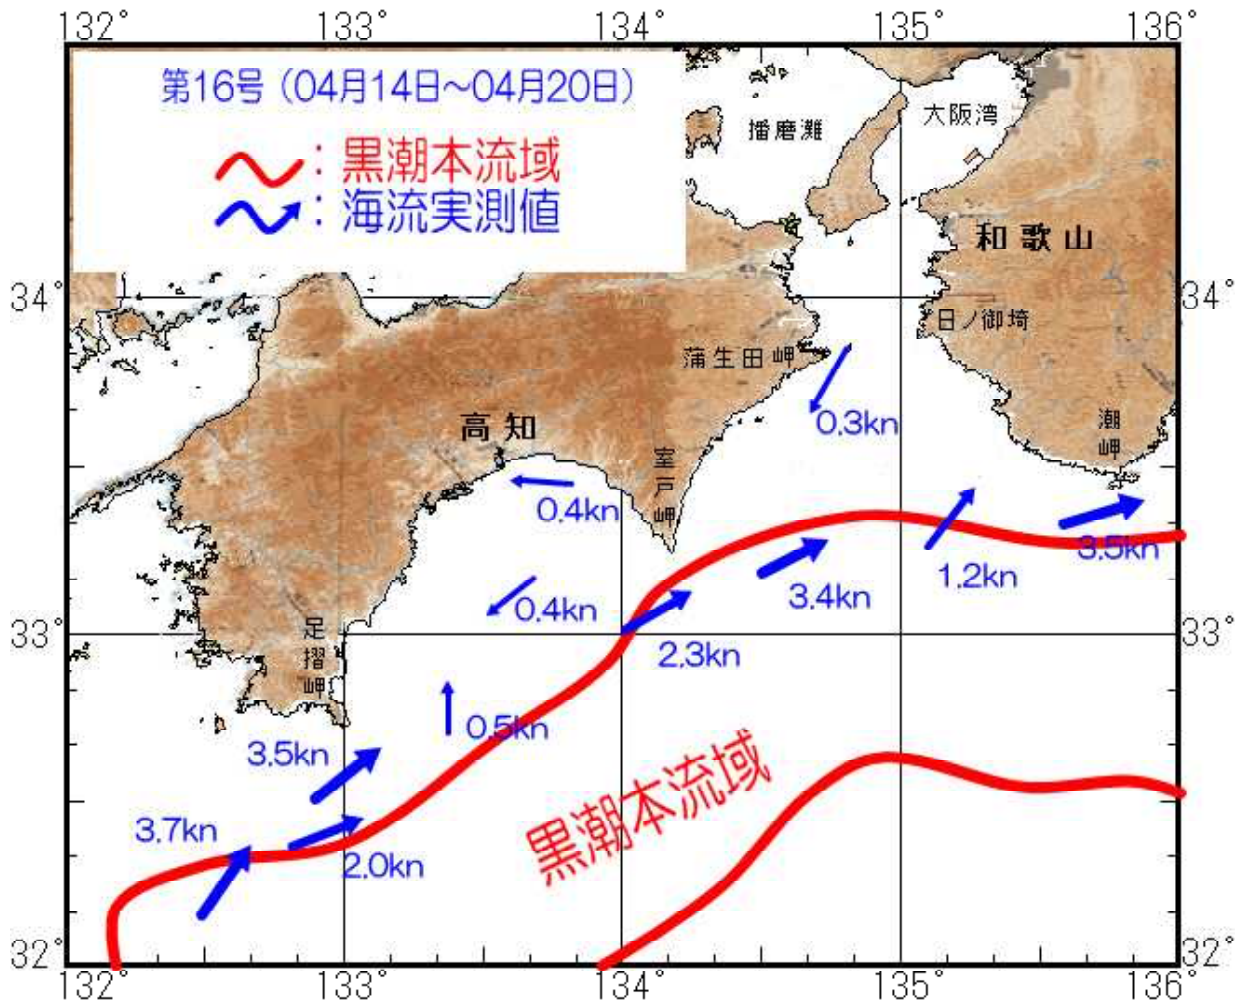 132° 133° 134° 135° 136°
第16号（04月14日～04月20日）
：黒潮本流域
：海流実測値
播磨灘
大阪湾
和歌山
34° 34°
日ノ御埼
蒲生田岬
0.3kn
高知
室戸岬
潮岬
0.4kn
3.5kn
1.2kn
3.4kn
0.4kn
33° 33°
2.3kn
足摺岬
0.5kn
3.5kn
黒潮本流域
3.7kn
2.0kn
32° 32°
132° 133° 134° 135° 136°